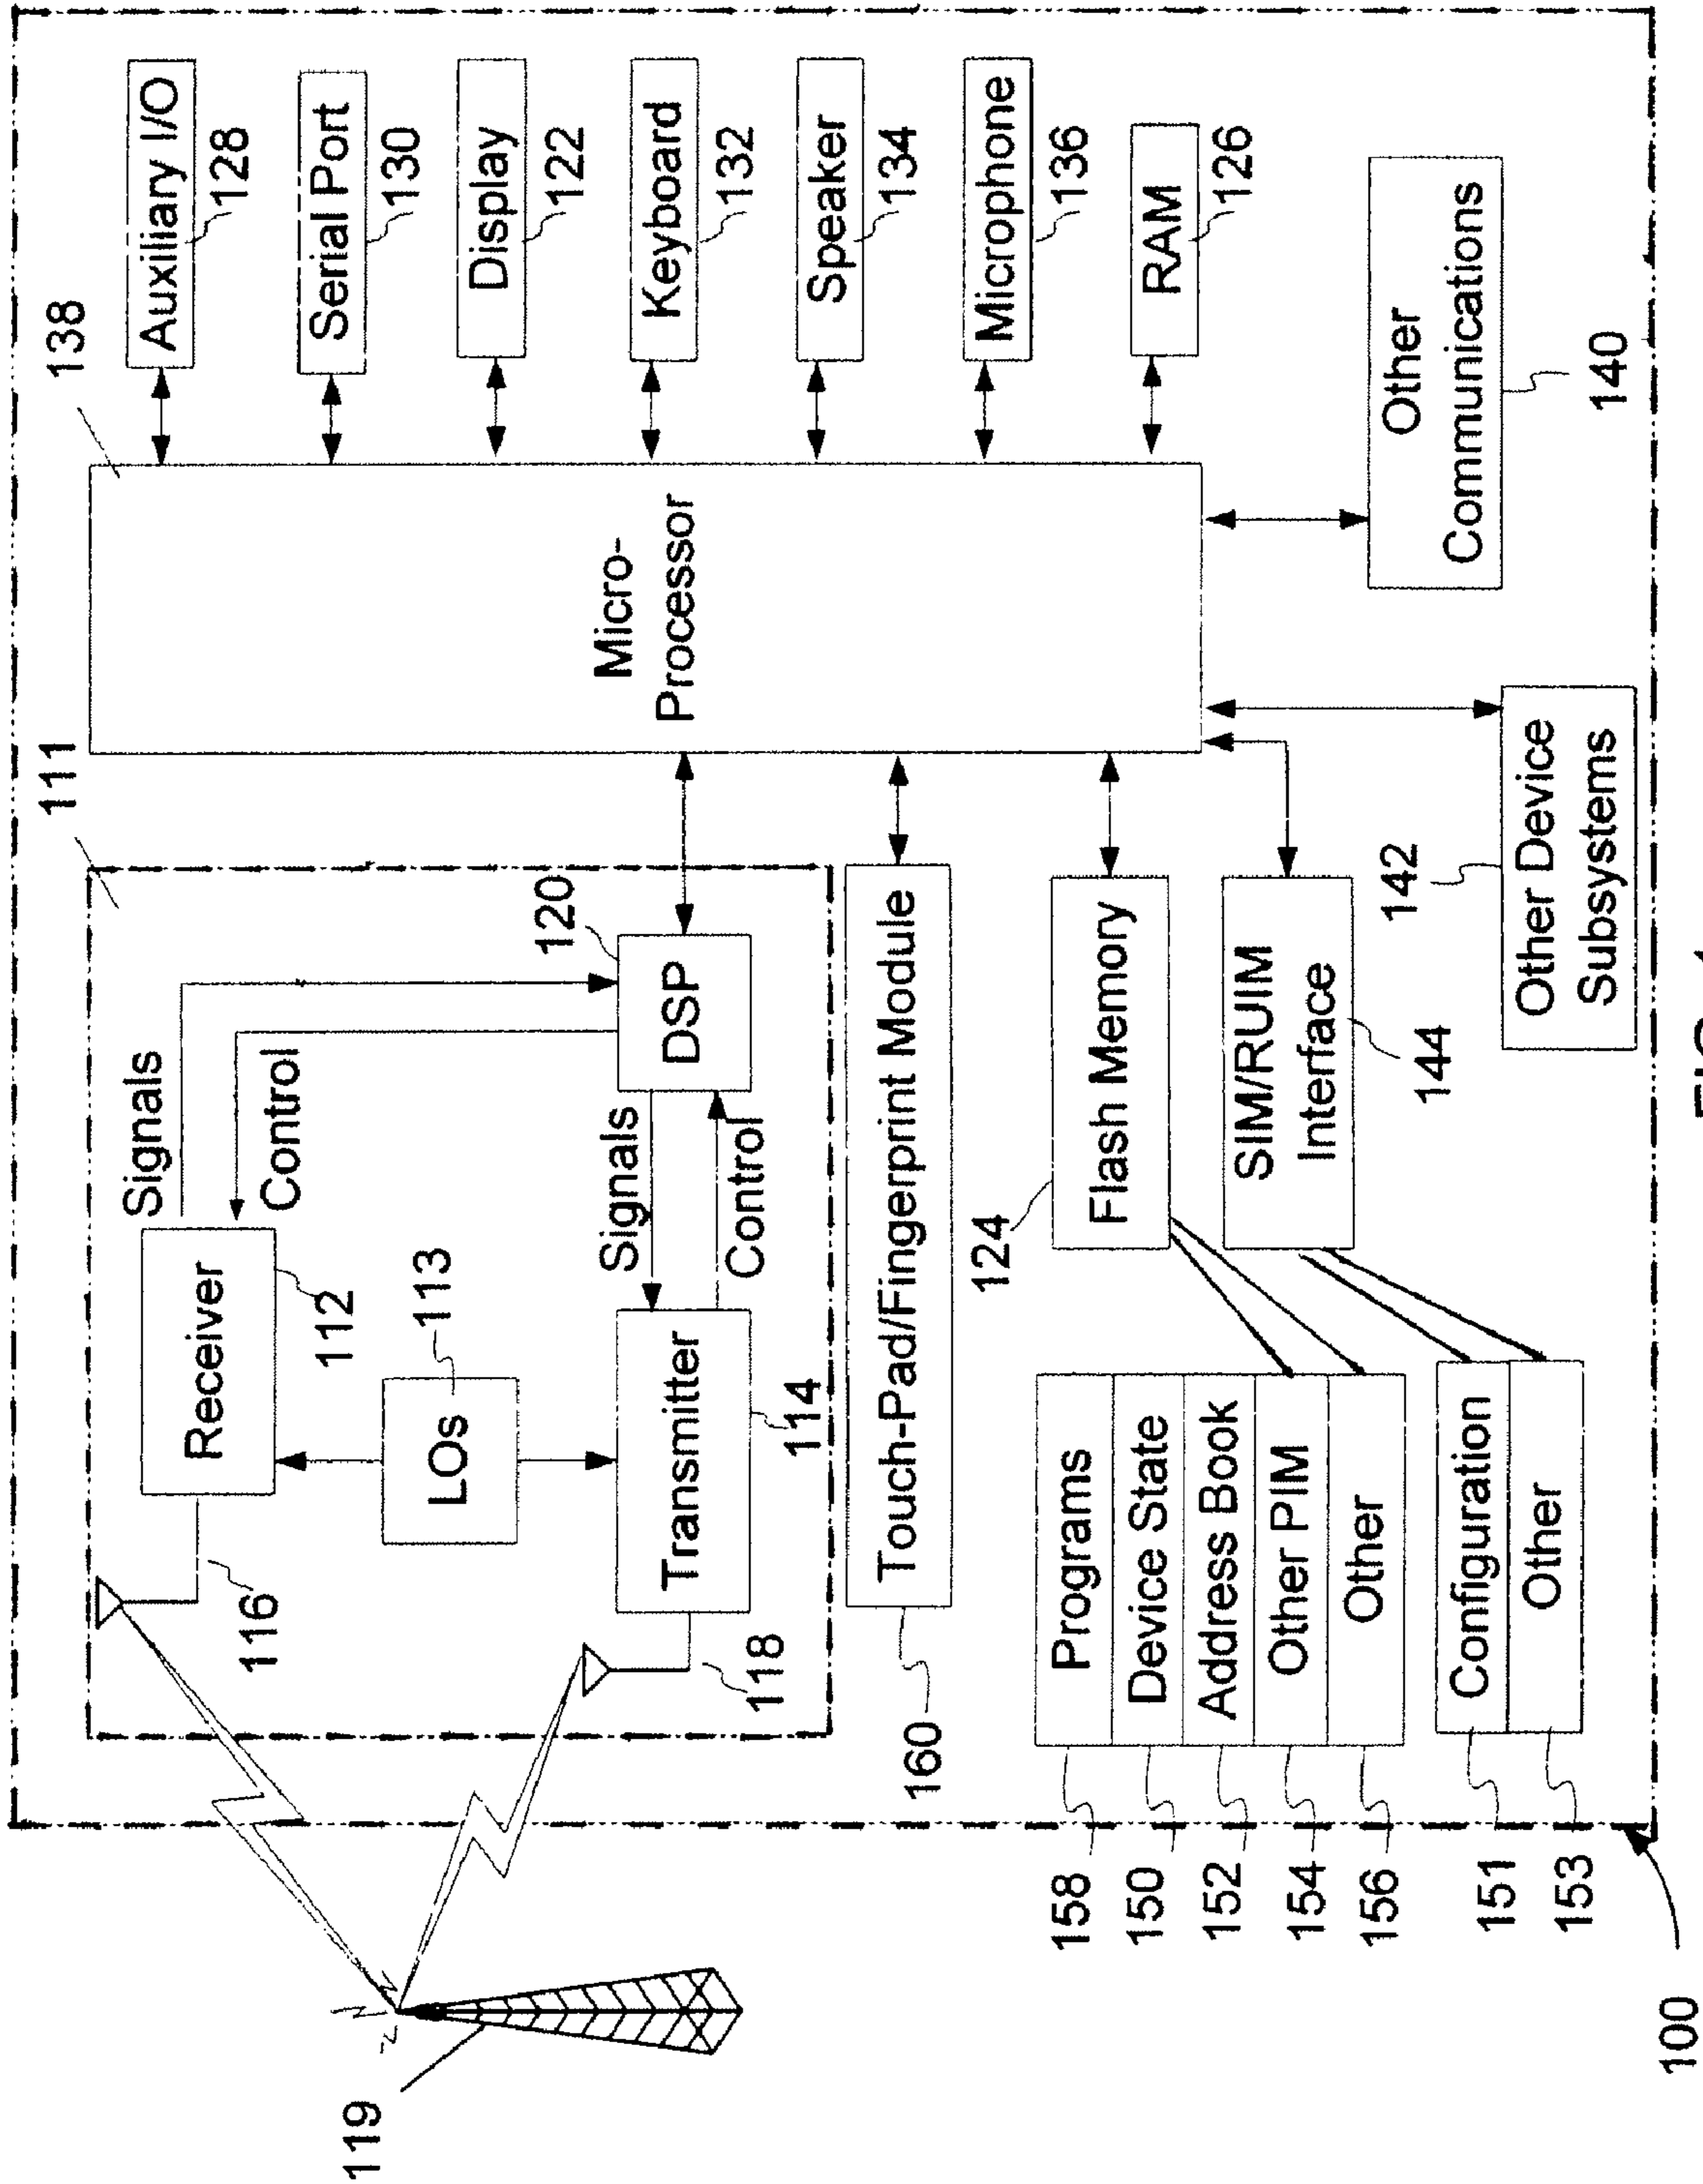 111
138
Signals
Auxiliary I/O
128
Receiver
116
Control
Serial Port
130
112
119
113
LOs
Display
122
120
Signals
Micro-
Processor
Keyboard
132
Transmitter
DSP
Control
118
114
Speaker
134
Touch-Pad/Fingerprint Module
160
Microphone
136
124
158
Programs
Flash Memory
150
Device State
RAM
126
152
Address Book
154
Other PIM
SIM/RUIM
Interface
156
Other
144
Other
Communications
140
142
151
Configuration
153
Other
Other Device
Subsystems
100